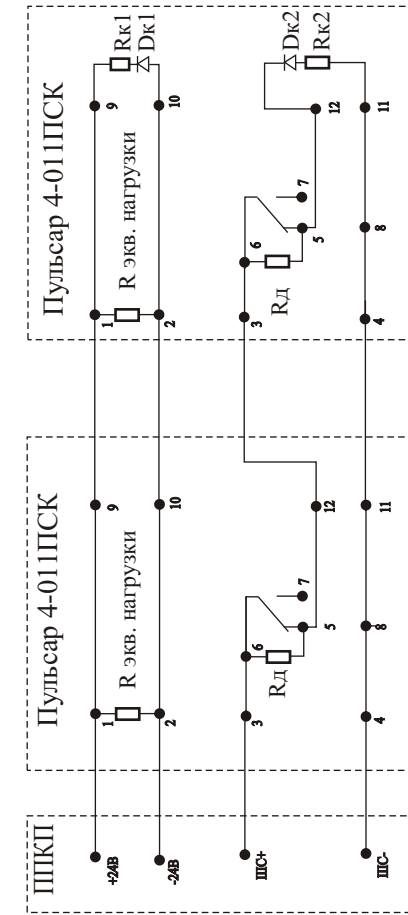 ППКП
+24В
-24В
ШС+
ШС-
Пульсар 4-011ПСК
1
R экв. нагрузки
9
2
10
3
6
7
Rд
5
12
4
8
11
Пульсар 4-011ПСК
1
R экв. нагрузки
9
Rк1
Dк1
2
10
3
6
7
Rд
5
12
Dк2
Rк2
4
8
11